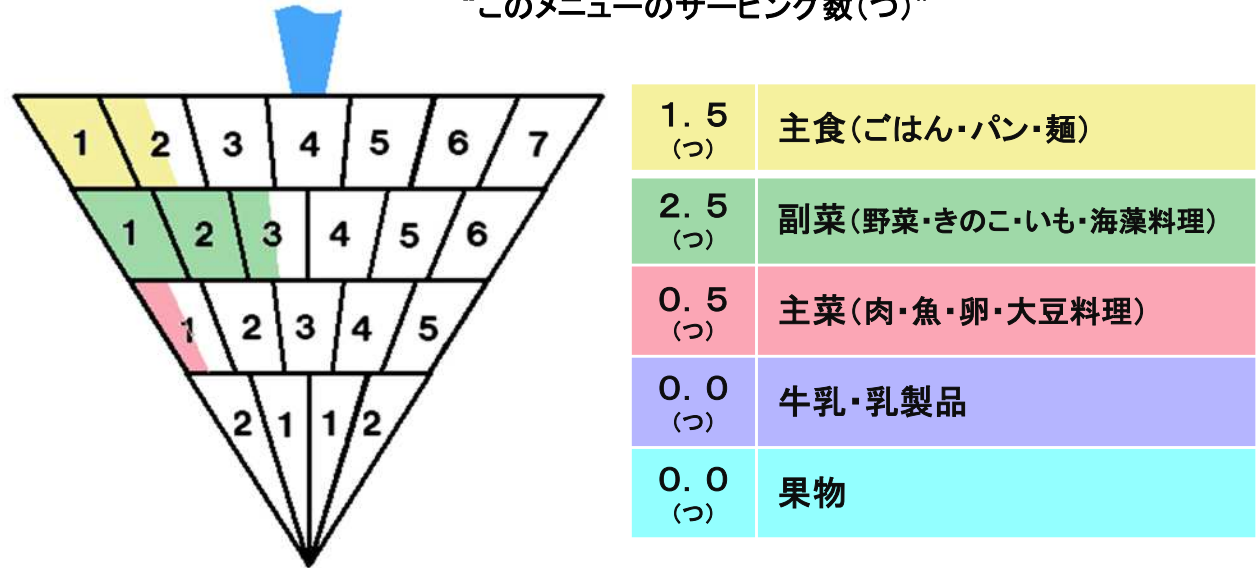 “このメニューのサービング数（つ）”
1 2 3 4 5 6 7
1 2 3 4 5 6
1 2 3 4 5
2 1 1 2
１．５
（つ）
主食（ごはん・パン・麺）
２．５
（つ）
副菜（野菜・きのこ・いも・海藻料理）
０．５
（つ）
主菜（肉・魚・卵・大豆料理）
０．０
（つ）
牛乳・乳製品
０．０
（つ）
果物